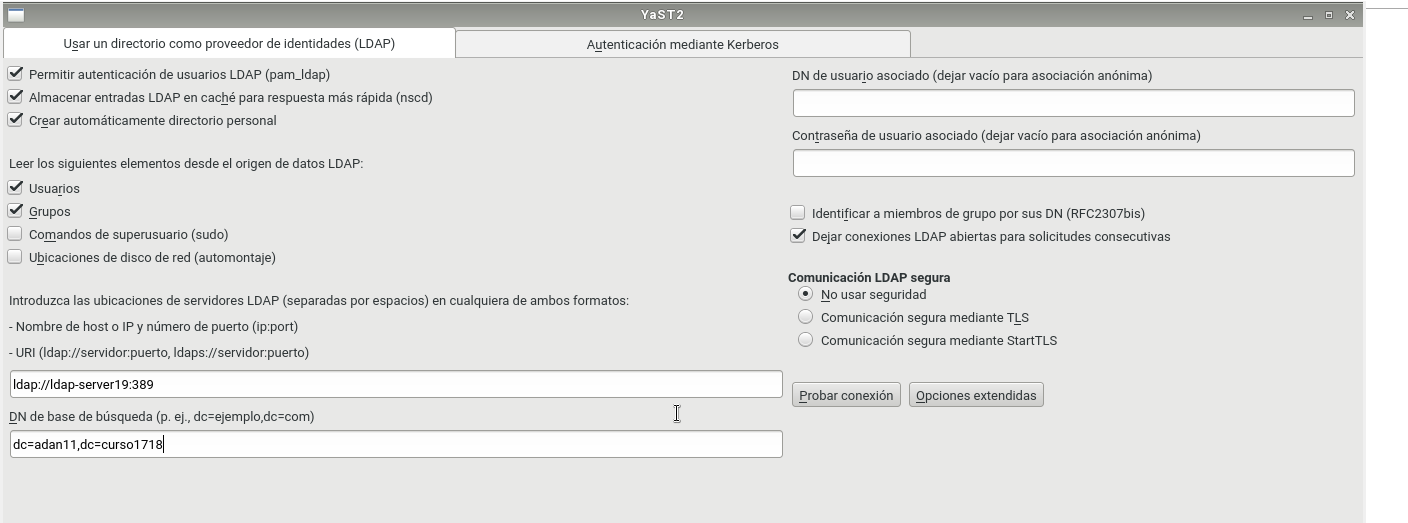 YaST2
Usar un directorio como proveedor de identidades (LDAP)
Autenticación mediante Kerberos
Permitir autenticación de usuarios LDAP (pam_ldap)
Almacenar entradas LDAP en caché para respuesta más rápida (nscd)
Crear automáticamente directorio personal
Leer los siguientes elementos desde el origen de datos LDAP:
Usuarios
Grupos
Comandos de superusuario (sudo)
Ubicaciones de disco de red (automontaje)
Introduzca las ubicaciones de servidores LDAP (separadas por espacios) en cualquiera de ambos formatos:
- Nombre de host o IP y número de puerto (ip:port)
- URI (ldap://servidor:puerto, ldaps://servidor:puerto)
ldap://ldap-server19:389
DN de base de búsqueda (p. ej., dc=ejemplo,dc=com)
dc=adan11,dc=curso1718
DN de usuario asociado (dejar vacío para asociación anónima)
Contraseña de usuario asociado (dejar vacío para asociación anónima)
Identificar a miembros de grupo por sus DN (RFC2307bis)
Dejar conexiones LDAP abiertas para solicitudes consecutivas
Comunicación LDAP segura
No usar seguridad
Comunicación segura mediante TLS
Comunicación segura mediante StartTLS
Probar conexión
Opciones extendidas